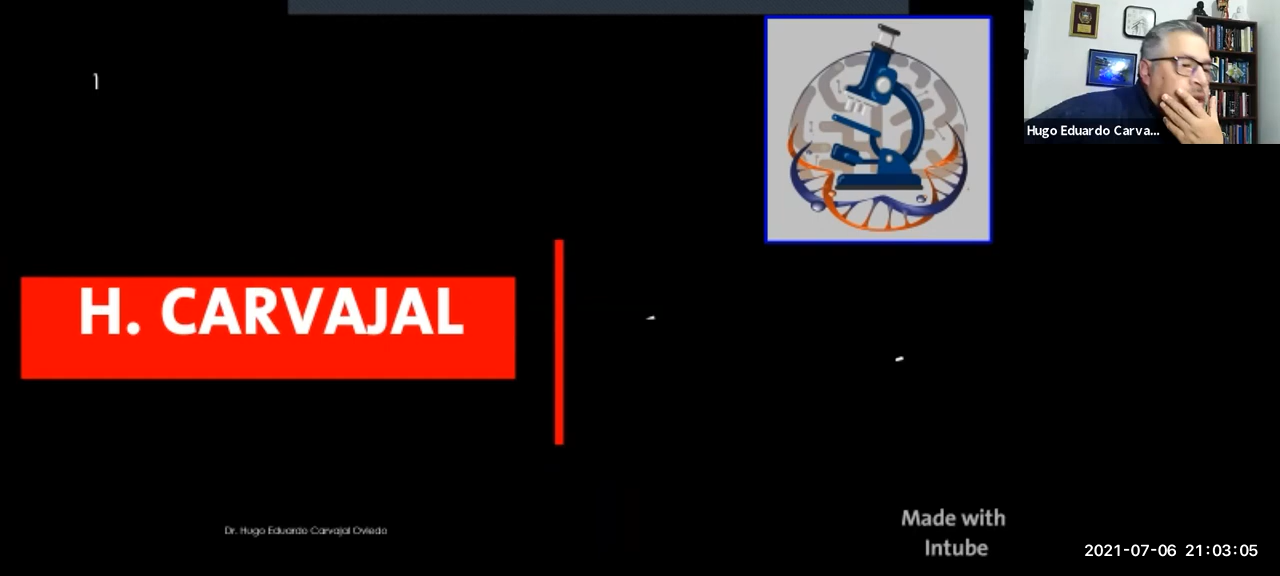 1
Hugo Eduardo Carva...
H. CARVAJAL
Dr. Hugo Eduardo Carvajal Oviedo
Made with
Intube
2021-07-06 21:03:05